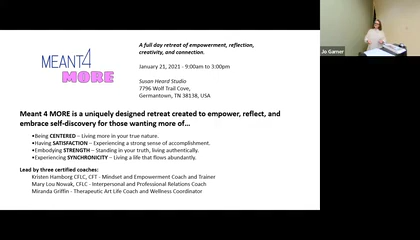 MEANT4
MORE
A full day retreat of empowerment, reflection,
creativity, and connection.
January 21, 2021 - 9:00am to 3:00pm
Susan Heard Studio
7796 Wolf Trail Cove,
Germantown, TN 38138, USA
Meant 4 MORE is a uniquely designed retreat created to empower, reflect, and
embrace self-discovery for those wanting more of...
•Being CENTERED – Living more in your true nature.
•Having SATISFACTION – Experiencing a strong sense of accomplishment.
•Embodying STRENGTH – Standing in your truth, living authentically.
•Experiencing SYNCHRONICITY – Living a life that flows abundantly.
Lead by three certified coaches:
Kristen Hamborg CFLC, CFT - Mindset and Empowerment Coach and Trainer
Mary Lou Nowak, CFLC - Interpersonal and Professional Relations Coach
Miranda Griffin - Therapeutic Art Life Coach and Wellness Coordinator
Jo Garner